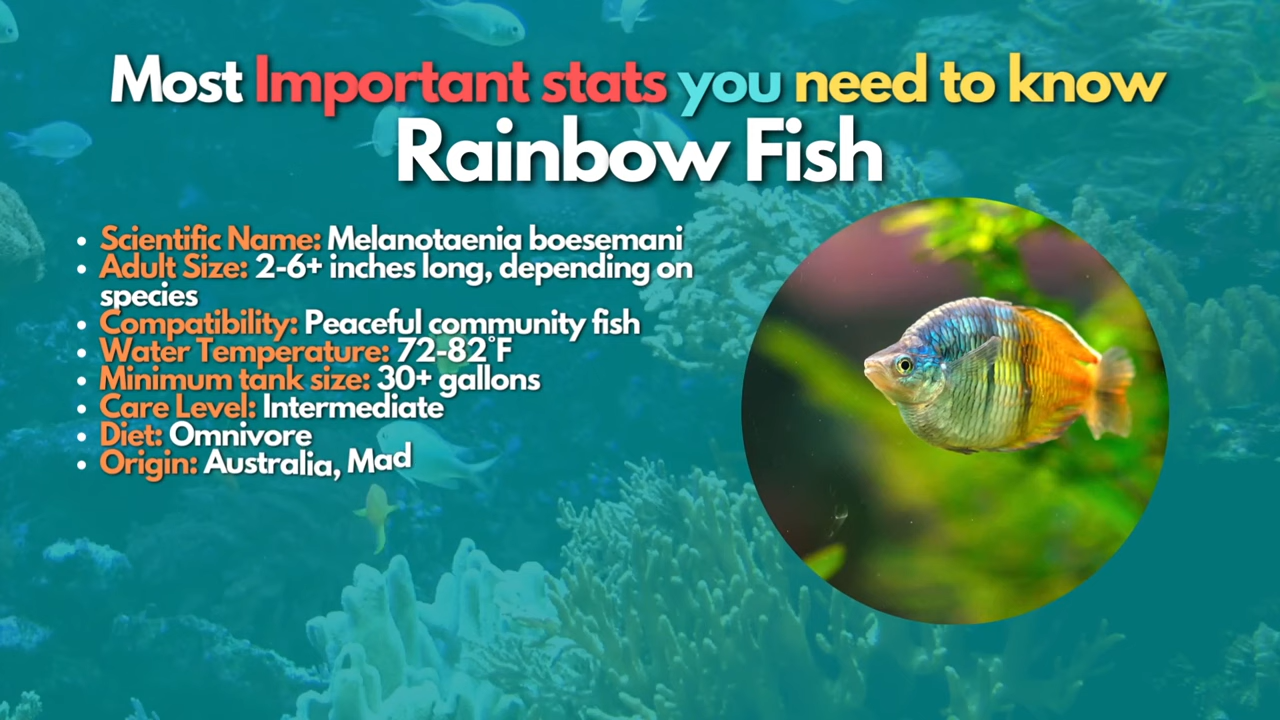 Most Important stats you need to know
Rainbow Fish
• Scientific Name: Melanotaenia boesemani
• Adult Size: 2-6+ inches long, depending on
species
• Compatibility: Peaceful community fish
• Water Temperature: 72-82°F
• Minimum tank size: 30+ gallons
• Care Level: Intermediate
• Diet: Omnivore
• Origin: Australia, Mad